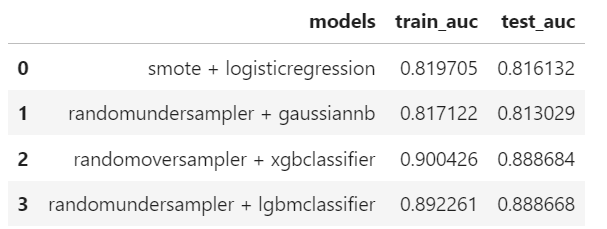 models train_auc test_auc
0 smote + logisticregression 0.819705 0.816132
1 randomundersampler + gaussiannb 0.817122 0.813029
2 randomoversampler + xgbclassifier 0.900426 0.888684
3 randomundersampler + lgbmclassifier 0.892261 0.888668